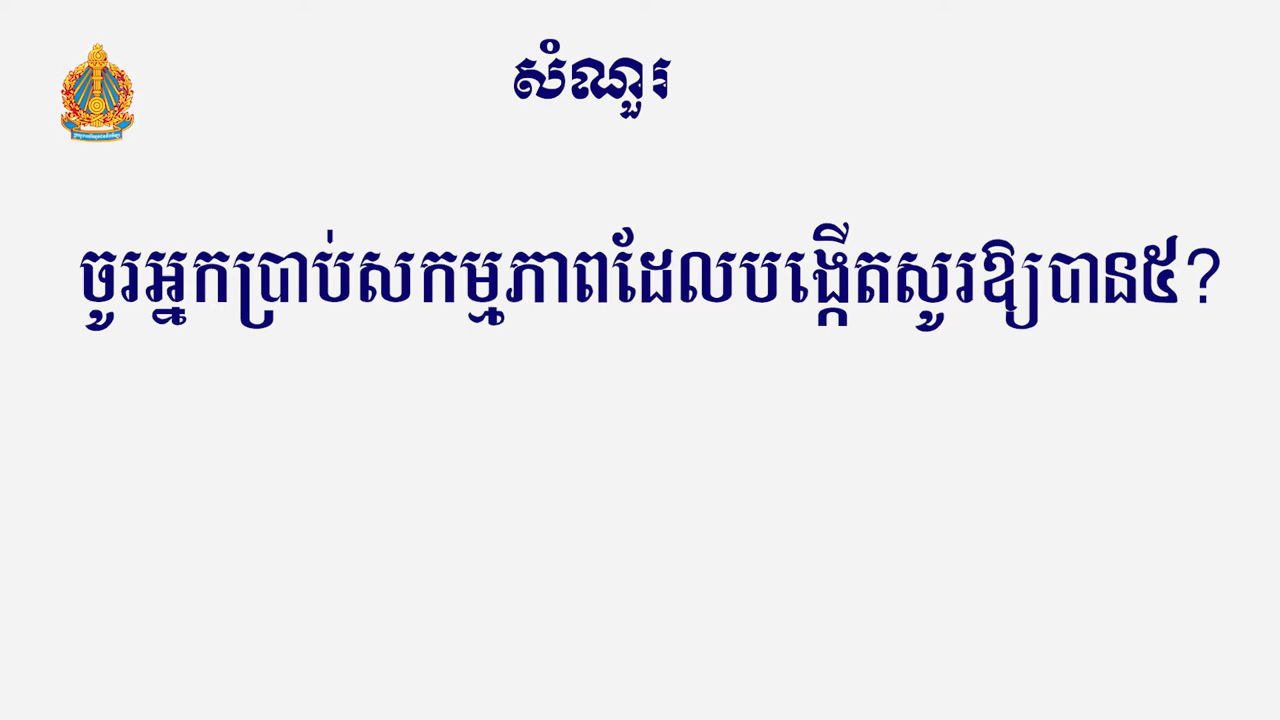 សំណួរ
ចូរអ្នកប្រាប់សកម្មភាពដែលបង្កើតសូរឱ្យបាន៥?